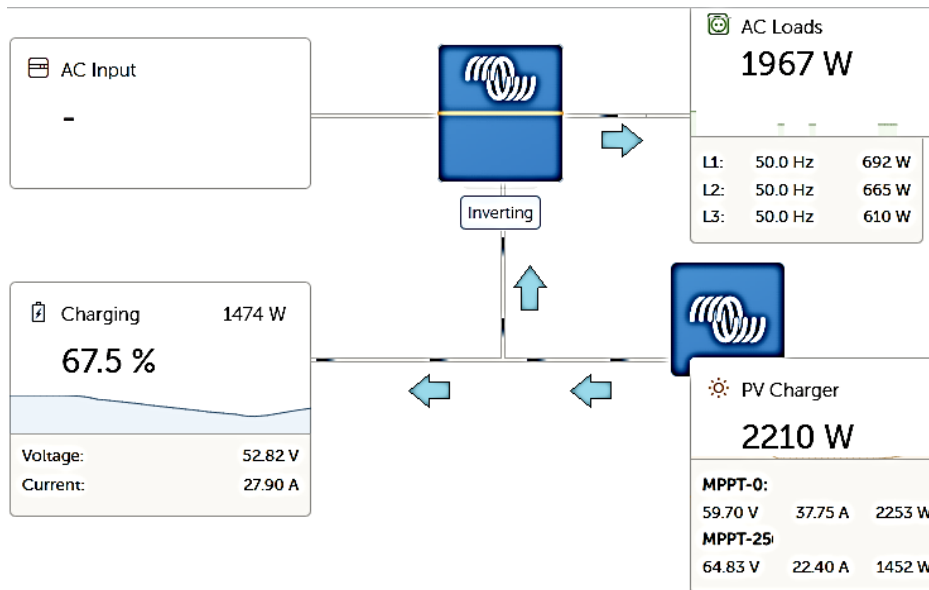 AC Input
-
Inverting
AC Loads
1967 W
L1: 50.0 Hz 692 W
L2: 50.0 Hz 665 W
L3: 50.0 Hz 610 W
Charging 1474 W
67.5 %
Voltage: 52.82 V
Current: 27.90 A
PV Charger
2210 W
MPPT-0:
59.70 V 37.75 A 2253 W
MPPT-25
64.83 V 22.40 A 1452 W